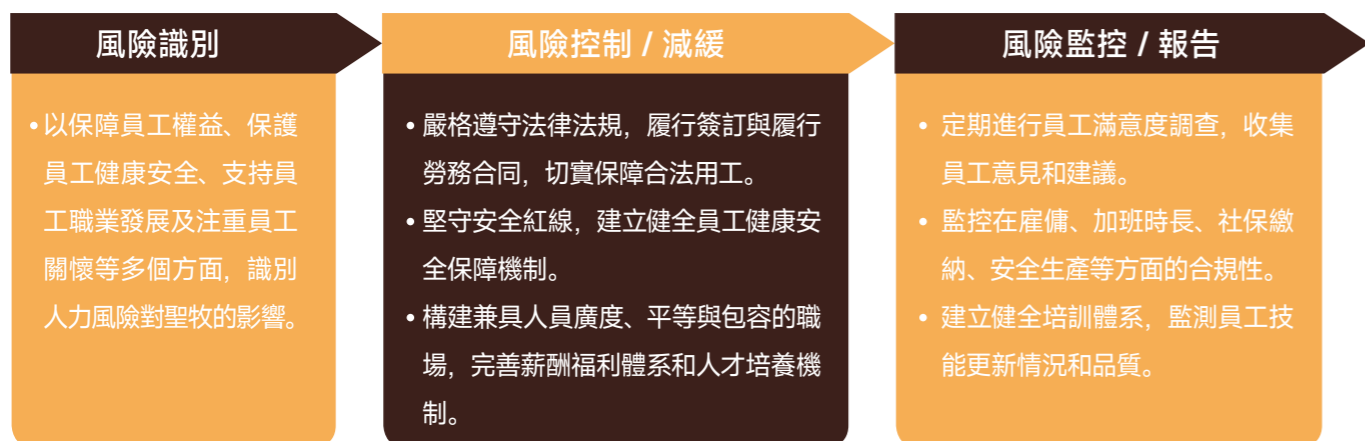 風險識別
• 以保障員工權益、保護
員工健康安全、支持員
工職業發展及注重員工
關懷等多個方面，識別
人力風險對聖牧的影響。
風險控制 / 減緩
• 嚴格遵守法律法規，履行簽訂與履行
勞務合同，切實保障合法用工。
• 堅守安全紅線，建立健全員工健康安
全保障機制。
• 構建兼具人員廣度、平等與包容的職
場，完善薪酬福利體系和人才培養機
制。
風險監控 / 報告
• 定期進行員工滿意度調查，收集
員工意見和建議。
• 監控在雇傭、加班時長、社保繳
納、安全生產等方面的合規性。
• 建立健全培訓體系，監測員工技
能更新情況和品質。